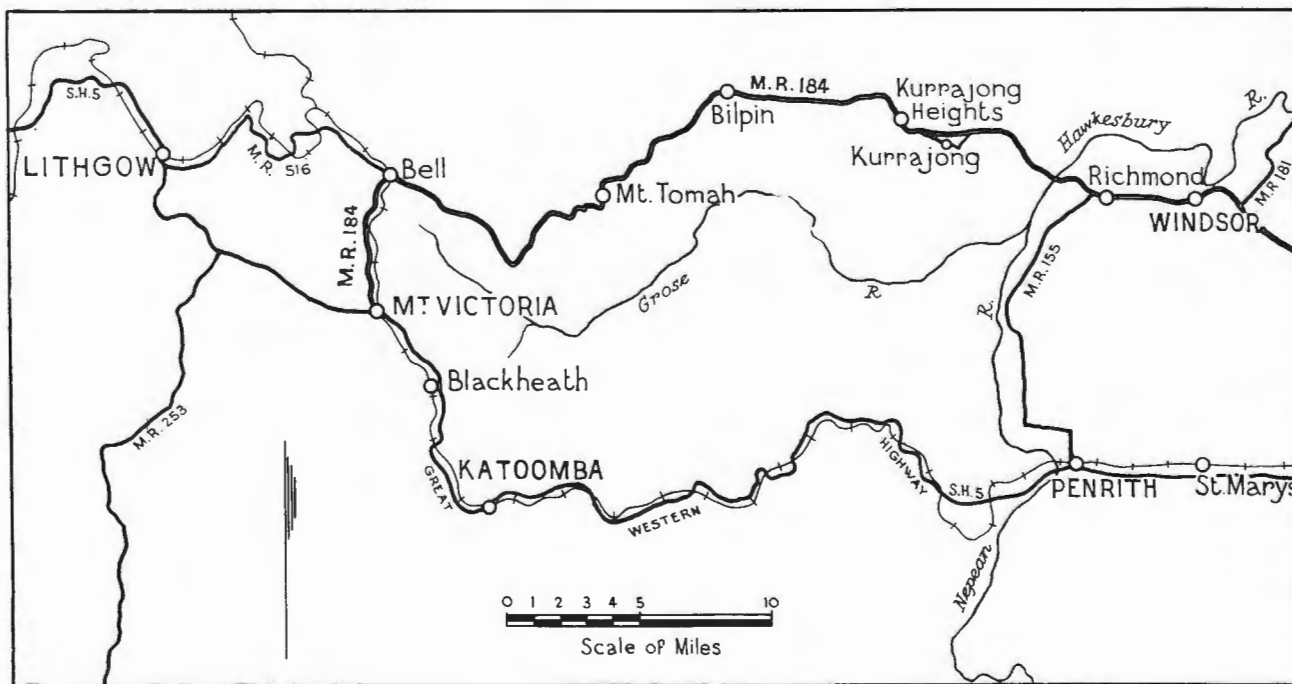 S.H.5
LITHGOW
M.R. 516
Bell
M.R.184
Mt. Tomah
Bilpin
M.R.184
Kurrajong
Heights
Kurrajong
Hawkesbury
R.
Richmond
WINDSOR
M.R 181
M.R.155
R.
Grose
R
MT VICTORIA
Blackheath
M.R.253
GREAT
KATOOMBA
WESTERN
HIGHWAY
S.H.5
PENRITH
St.Marys
Nepean
0 1 2 3 4 5 10
Scale of Miles